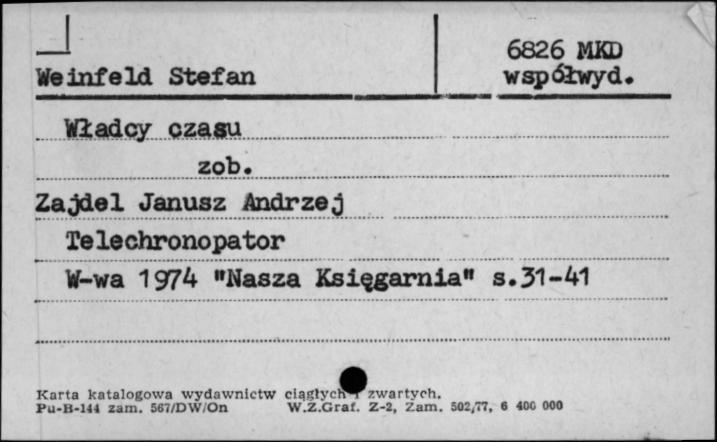 6826 MKD
Weinfeld Stefan współwyd.
Władcy czasu
zob.
Zajdel Janusz Andrzej
Telechronopator
W-wa 1974 "Nasza Księgarnia" s.31-41
Karta katalogowa wydawnictw ciągłych i zwartych.
Pu-B-144 zam. 567/DW/On W.Z.Graf. Z-2, Zam. 502/77, 6 400 000